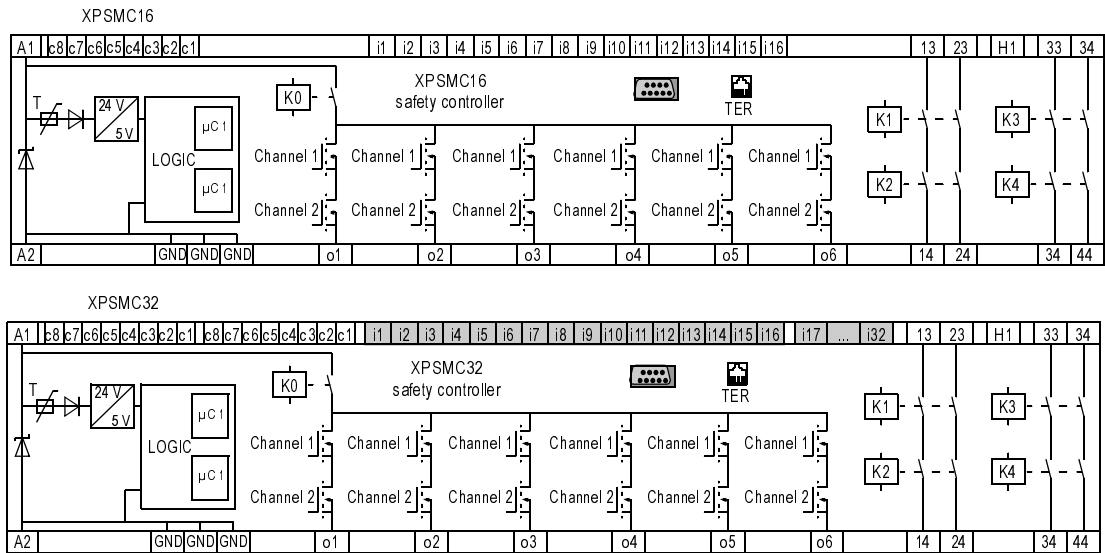 XPSMC16
A1 c8 c7 c6 c5 c4 c3 c2 c1 i1 i2 i3 i4 i5 i6 i7 i8 i9 i10 i11 i12 i13 i14 i15 i16 13 23 H1 33 34
XPSMC16
safety controller
TER
K0
T
24 V
5 V
LOGIC
µC 1
µC 1
K1
K3
Channel 1 Channel 1 Channel 1 Channel 1 Channel 1 Channel 1
K2
K4
Channel 2 Channel 2 Channel 2 Channel 2 Channel 2 Channel 2
A2 GND GND GND o1 o2 o3 o4 o5 o6 14 24 34 44
XPSMC32
A1 c8 c7 c6 c5 c4 c3 c2 c1 c8 c7 c6 c5 c4 c3 c2 c1 i1 i2 i3 i4 i5 i6 i7 i8 i9 i10 i11 i12 i13 i14 i15 i16 i17 ... i32 13 23 H1 33 34
XPSMC32
safety controller
TER
K0
T
24 V
5 V
LOGIC
µC 1
µC 1
K1
K3
Channel 1 Channel 1 Channel 1 Channel 1 Channel 1 Channel 1
K2
K4
Channel 2 Channel 2 Channel 2 Channel 2 Channel 2 Channel 2
A2 GND GND GND o1 o2 o3 o4 o5 o6 14 24 34 44